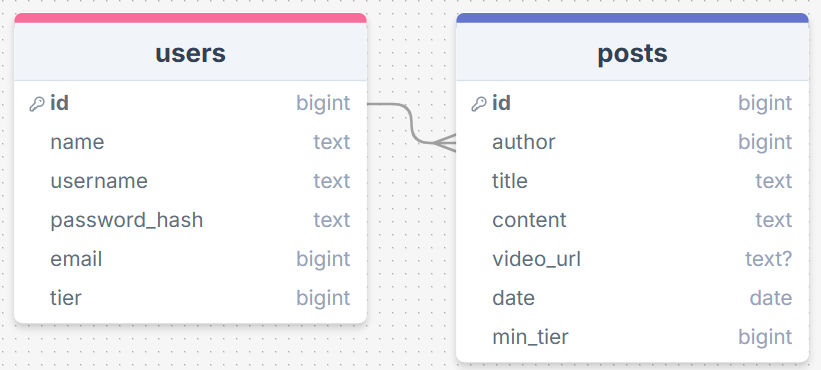 users
id bigint
name text
username text
password_hash text
email bigint
tier bigint
posts
id bigint
author bigint
title text
content text
video_url text?
date date
min_tier bigint